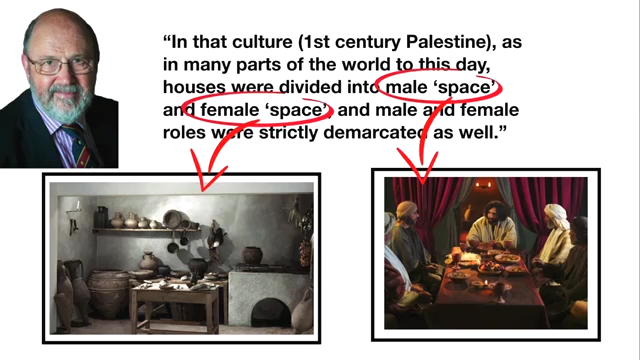 “In that culture (1st century Palestine), as
in many parts of the world to this day,
houses were divided into male ‘space’
and female ‘space’, and male and female
roles were strictly demarcated as well.”